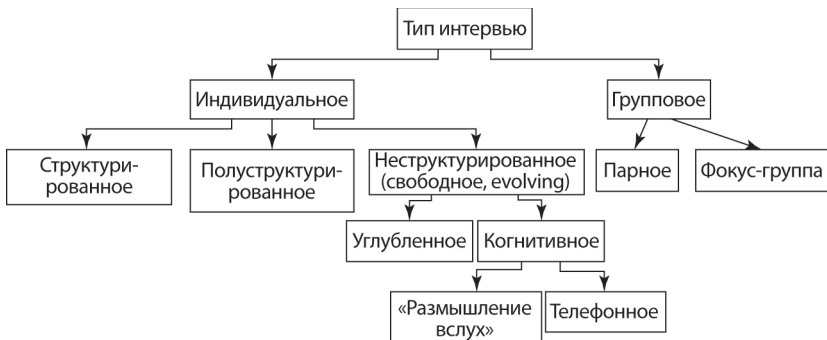 Тип интервью
Индивидуальное
Групповое
Структури-
рованное
Полуструктури-
рованное
Неструктурированное
(свободное, evolving)
Парное
Фокус-группа
Углубленное
Когнитивное
«Размышление
вслух»
Телефонное